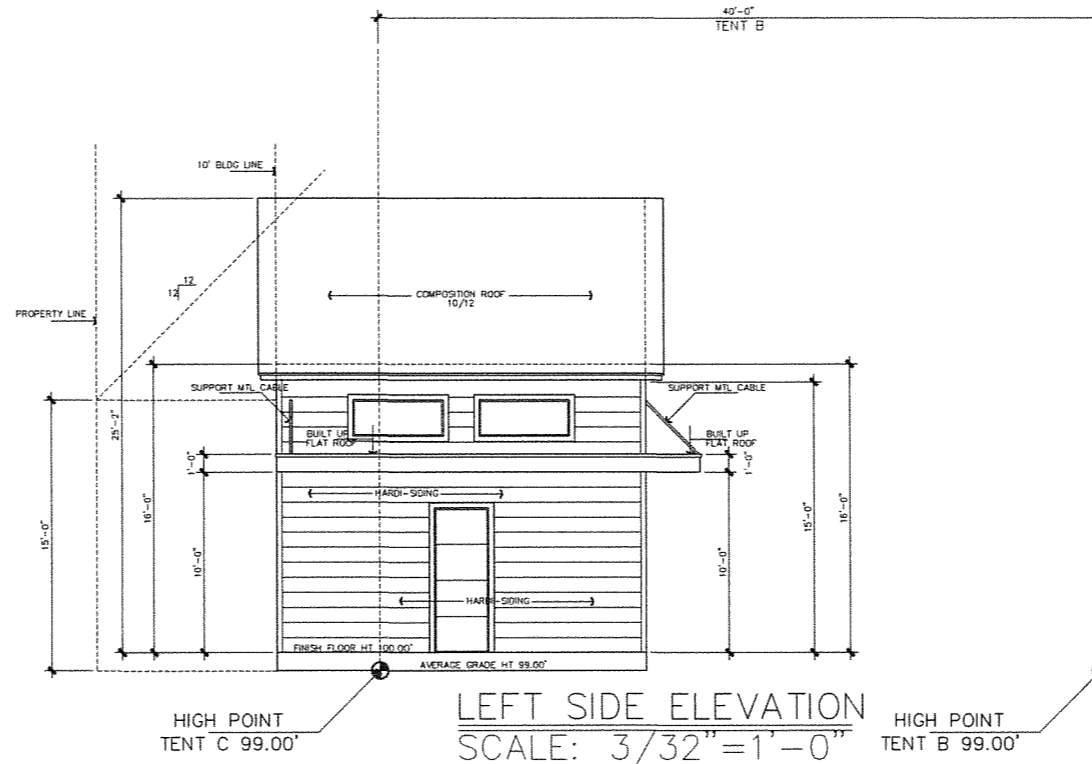 40'-0"
TENT B
10' BLDG LINE
12
12
COMPOSITION ROOF
10/12
PROPERTY LINE
SUPPORT MTL CABLE
SUPPORT MTL CABLE
25'-2"
BUILT UP
FLAT ROOF
BUILT UP
FLAT ROOF
1'-0"
1'-0"
HARDI-SIDING
15'-0"
16'-0"
10'-0"
10'-0"
15'-0"
16'-0"
HARDI-SIDING
FINISH FLOOR HT 100.00'
AVERAGE GRADE HT 99.00'
HIGH POINT
TENT C 99.00'
LEFT SIDE ELEVATION
SCALE: 3/32"=1'-0"
HIGH POINT
TENT B 99.00'